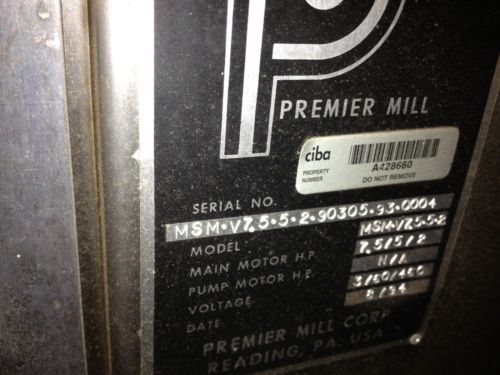 PREMIER MILL
ciba
PROPERTY NUMBER
A428660
DO NOT REMOVE
SERIAL NO.
MSM·V7.5·5·2·90305·93·0004
MODEL MSM·V7.5·5·2
MAIN MOTOR H.P. 7.5/5/2
PUMP MOTOR H.P. N/A
VOLTAGE 3/60/460
DATE 8/94
PREMIER MILL CORP.
READING, PA. USA